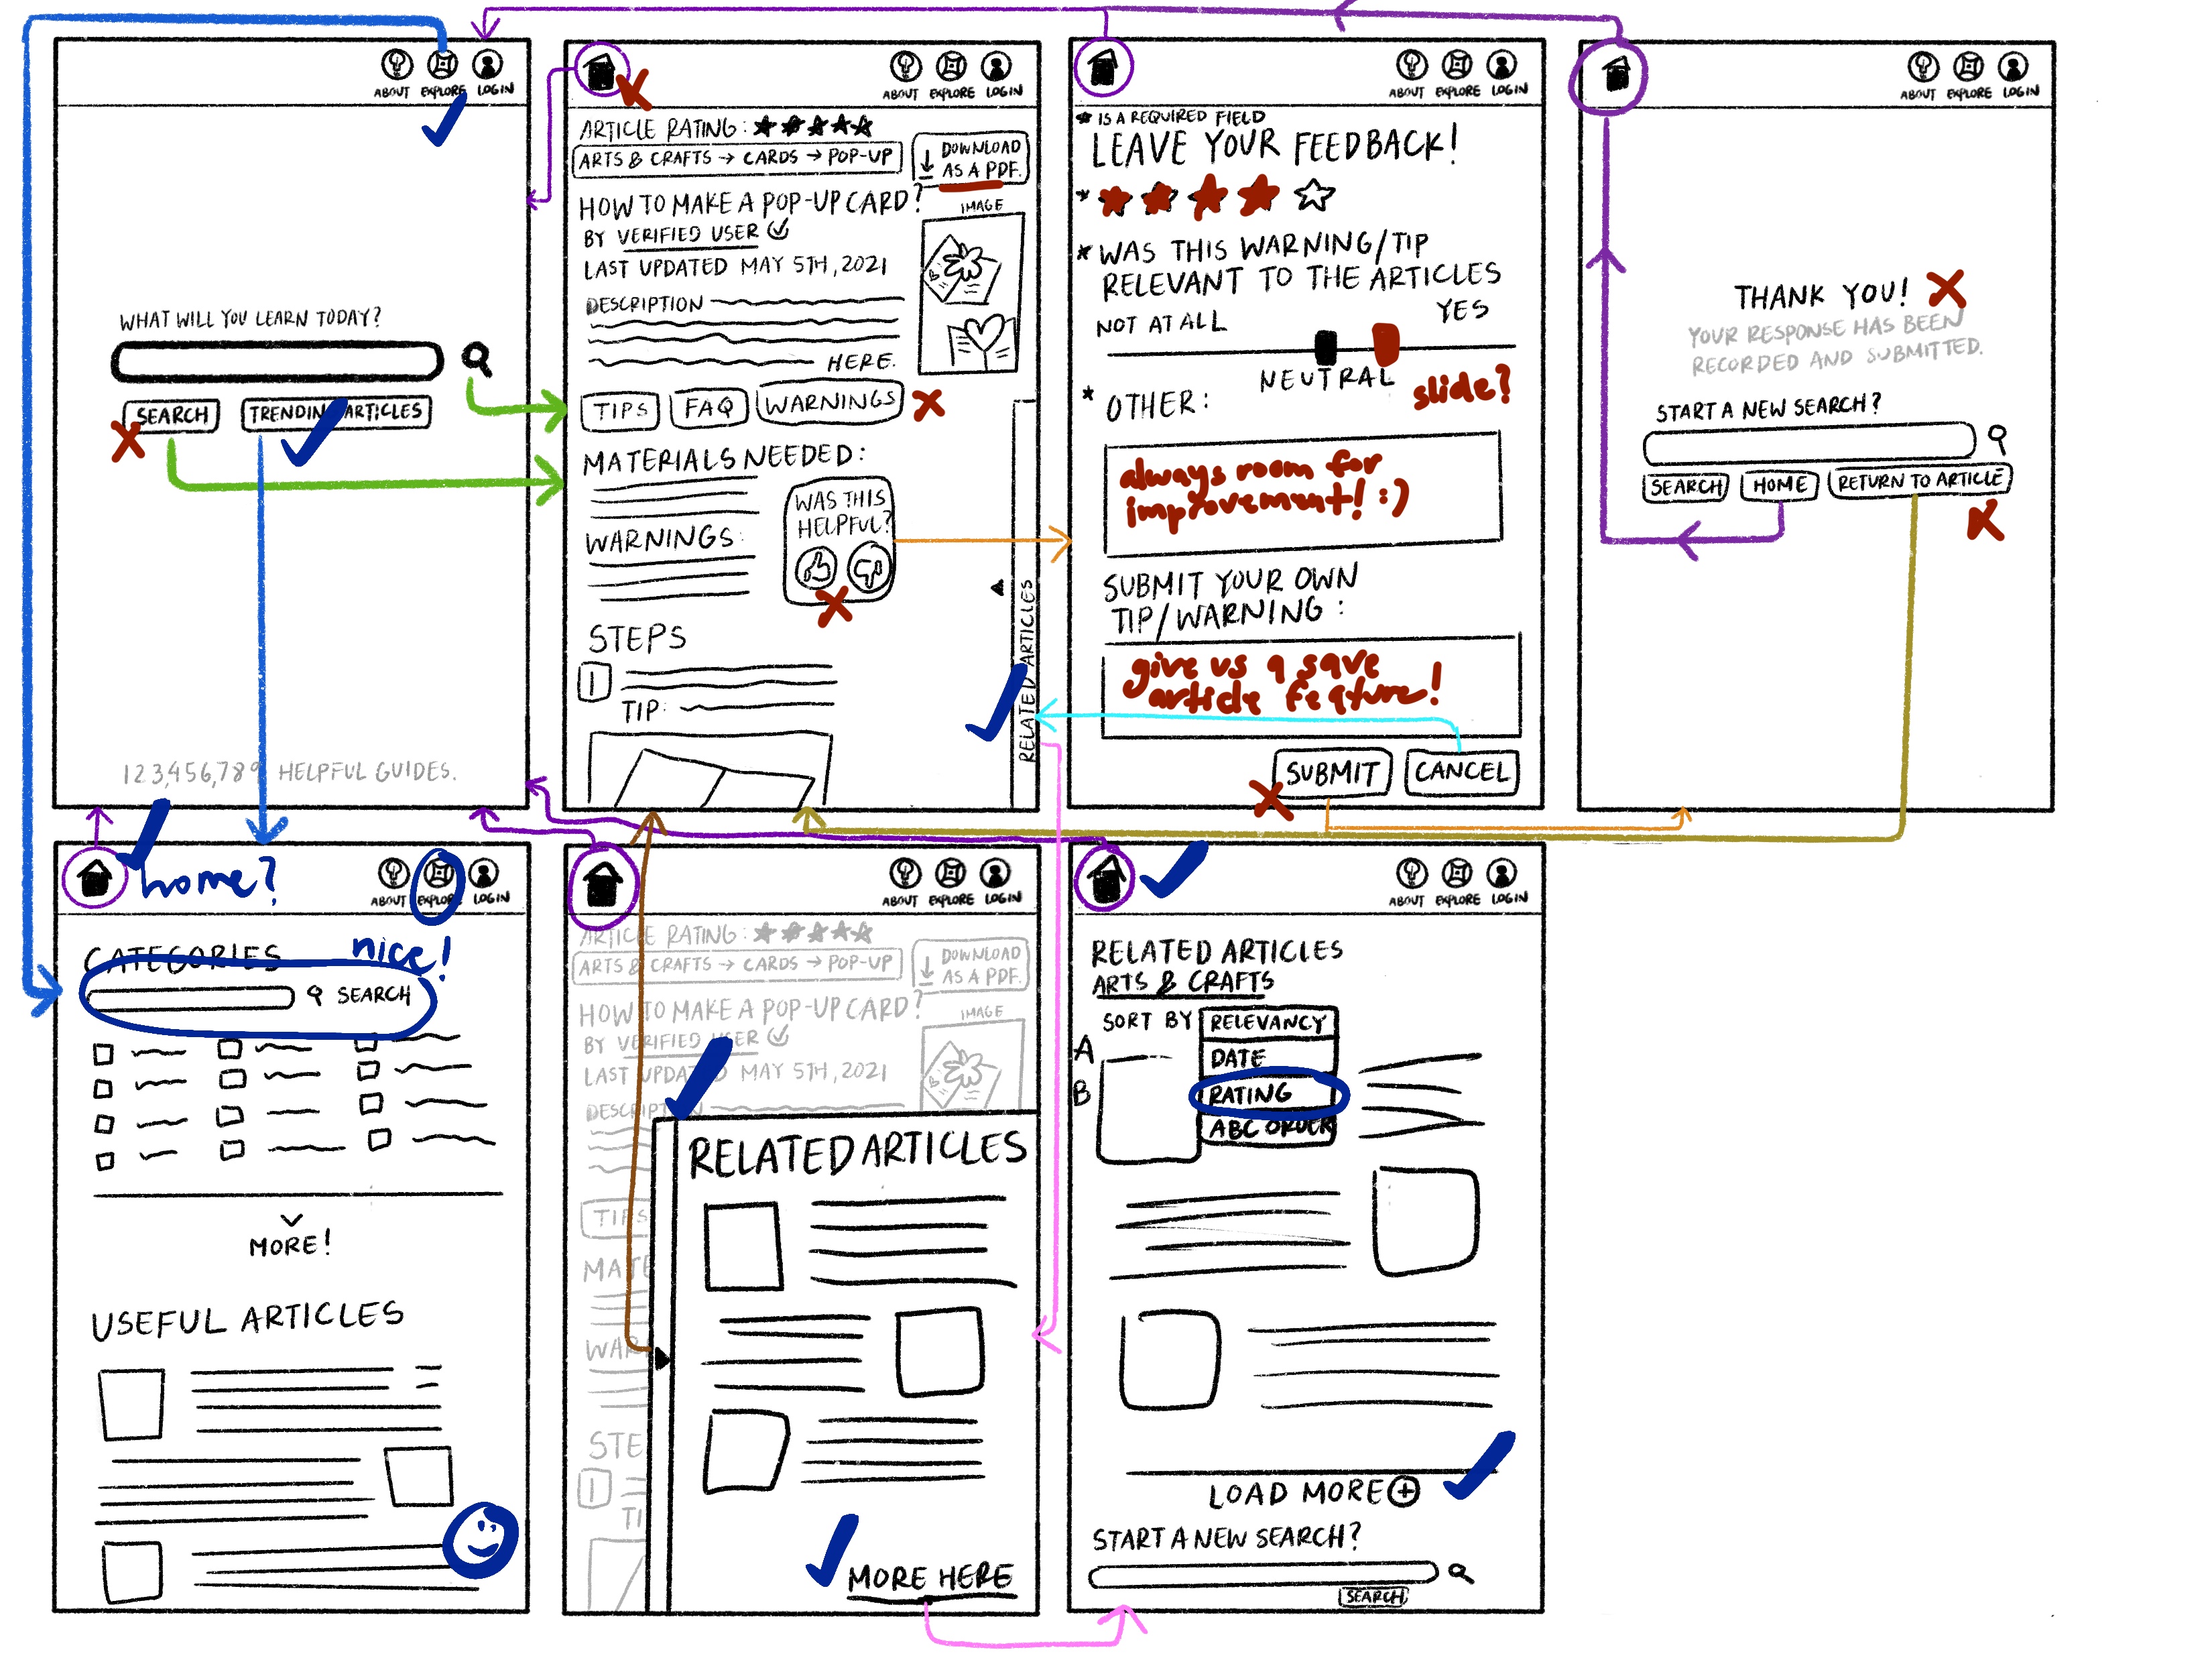 ABOUT EXPLORE LOGIN
WHAT WILL YOU LEARN TODAY?
SEARCH
TRENDING ARTICLES
123,456,789 HELPFUL GUIDES.
ABOUT EXPLORE LOGIN
ARTICLE RATING:
ARTS & CRAFTS → CARDS → POP-UP
DOWNLOAD
AS A PDF.
HOW TO MAKE A POP-UP CARD?
IMAGE
BY VERIFIED USER
LAST UPDATED MAY 5TH, 2021
DESCRIPTION
HERE.
TIPS
FAQ
WARNINGS
MATERIALS NEEDED:
WAS THIS
HELPFUL?
WARNINGS:
STEPS
1
TIP:
RELATED ARTICLES
ABOUT EXPLORE LOGIN
* IS A REQUIRED FIELD
LEAVE YOUR FEEDBACK!
*
* WAS THIS WARNING/TIP
RELEVANT TO THE ARTICLES
NOT AT ALL
YES
NEUTRAL
slide?
* OTHER:
always room for
improvement! :)
SUBMIT YOUR OWN
TIP/WARNING:
give us a save
article feature!
SUBMIT
CANCEL
ABOUT EXPLORE LOGIN
THANK YOU!
YOUR RESPONSE HAS BEEN
RECORDED AND SUBMITTED.
START A NEW SEARCH?
SEARCH
HOME
RETURN TO ARTICLE
home?
ABOUT EXPLORE LOGIN
CATEGORIES
nice!
SEARCH
MORE!
USEFUL ARTICLES
ABOUT EXPLORE LOGIN
ARTICLE RATING:
ARTS & CRAFTS → CARDS → POP-UP
DOWNLOAD
AS A PDF.
HOW TO MAKE A POP-UP CARD?
IMAGE
BY VERIFIED USER
LAST UPDATED MAY 5TH, 2021
DESCRIPTION
RELATED ARTICLES
TIPS
MATE
WAR
STE
1
TI
MORE HERE
ABOUT EXPLORE LOGIN
RELATED ARTICLES
ARTS & CRAFTS
SORT BY
RELEVANCY
DATE
RATING
ABC ORDER
A
B
LOAD MORE
START A NEW SEARCH?
SEARCH